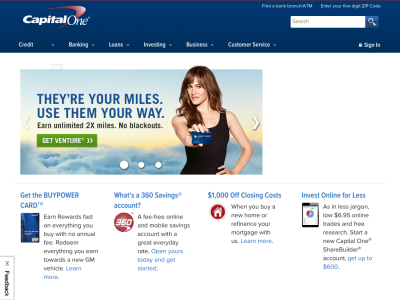 Find a bank branch/ATM Enter your five-digit ZIP Code
Capital One®
Search
Credit Banking Loans Investing Business Customer Service Sign In
THEY'RE YOUR MILES.
USE THEM YOUR WAY.
Earn unlimited 2X miles. No blackouts.
GET VENTURE® >>
Get the BUYPOWER
CARD™
Earn Rewards fast
on everything you
buy with no annual
fee. Redeem
everything you earn
towards a new GM
vehicle. Learn
more.
What's a 360 Savings®
account?
360
A fee-free online
and mobile savings
account with a
great everyday
rate. Open yours
today and get
started.
$1,000 Off Closing Costs
When you buy a
new home or
refinance your
mortgage with
us. Learn more.
Invest Online for Less
As in less jargon,
low $6.95 online
trades and free
research. Start a
new Capital One®
ShareBuilder®
account, get up to
$600.
Feedback